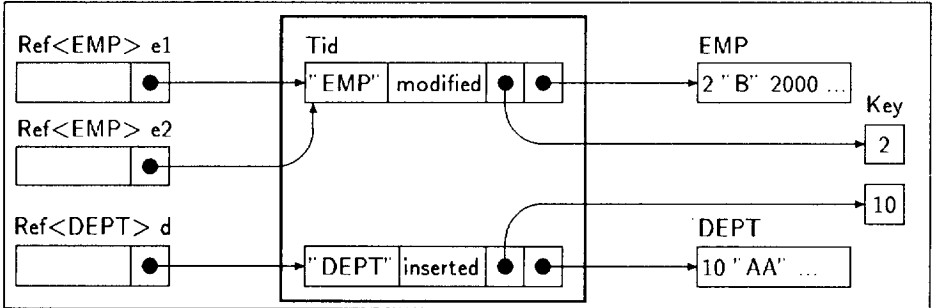 Ref<EMP> e1
Tid
EMP
"EMP" modified
2 "B" 2000 ...
Key
Ref<EMP> e2
2
10
Ref<DEPT> d
DEPT
"DEPT" inserted
10 "AA" ...